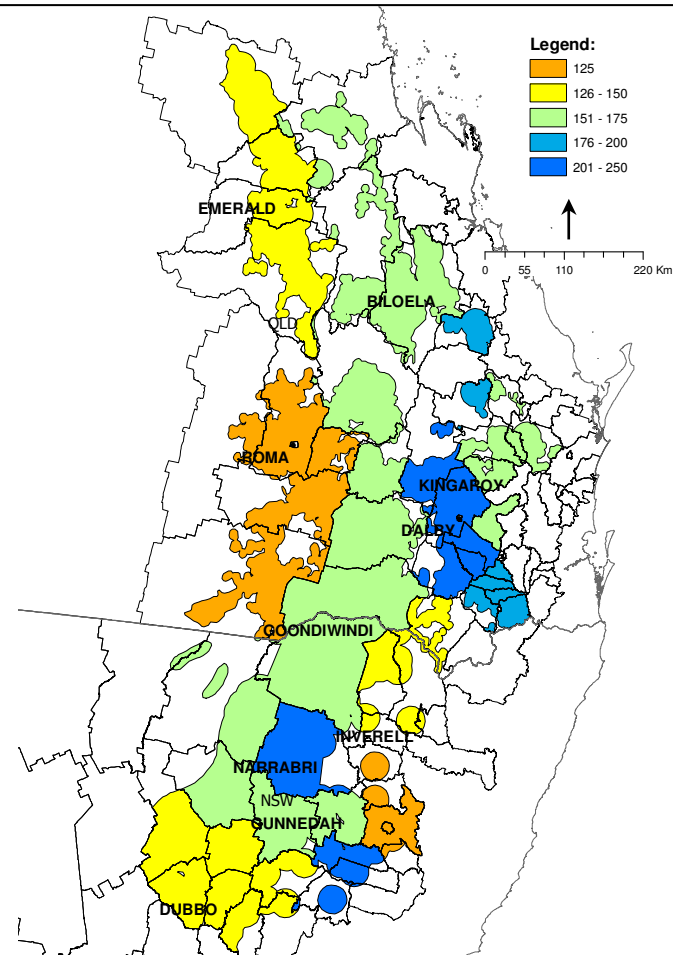 Legend:
125
126 - 150
151 - 175
176 - 200
201 - 250
EMERALD
0 55 110 220 Km
BILOELA
QLD
ROMA
KINGAROY
DALBY
GOONDIWINDI
INVERELL
NARRABRI
NSW
GUNNEDAH
DUBBO